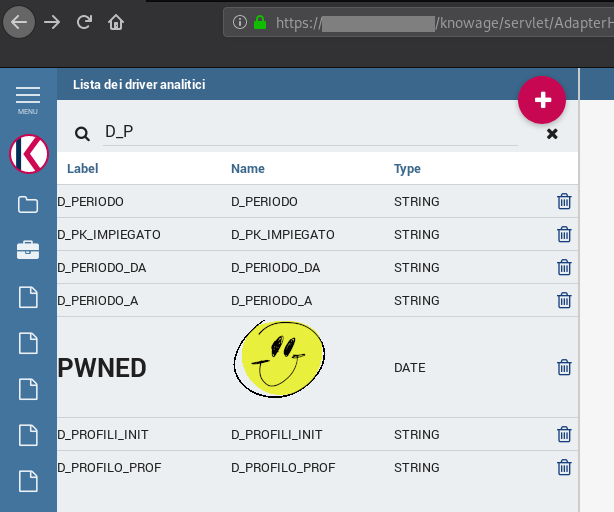 https:// /knowage/servlet/AdapterH
MENU
Lista dei driver analitici
D_P
Label Name Type
D_PERIODO D_PERIODO STRING
D_PK_IMPIEGATO D_PK_IMPIEGATO STRING
D_PERIODO_DA D_PERIODO_DA STRING
D_PERIODO_A D_PERIODO_A STRING
PWNED DATE
D_PROFILI_INIT D_PROFILI_INIT STRING
D_PROFILO_PROF D_PROFILO_PROF STRING